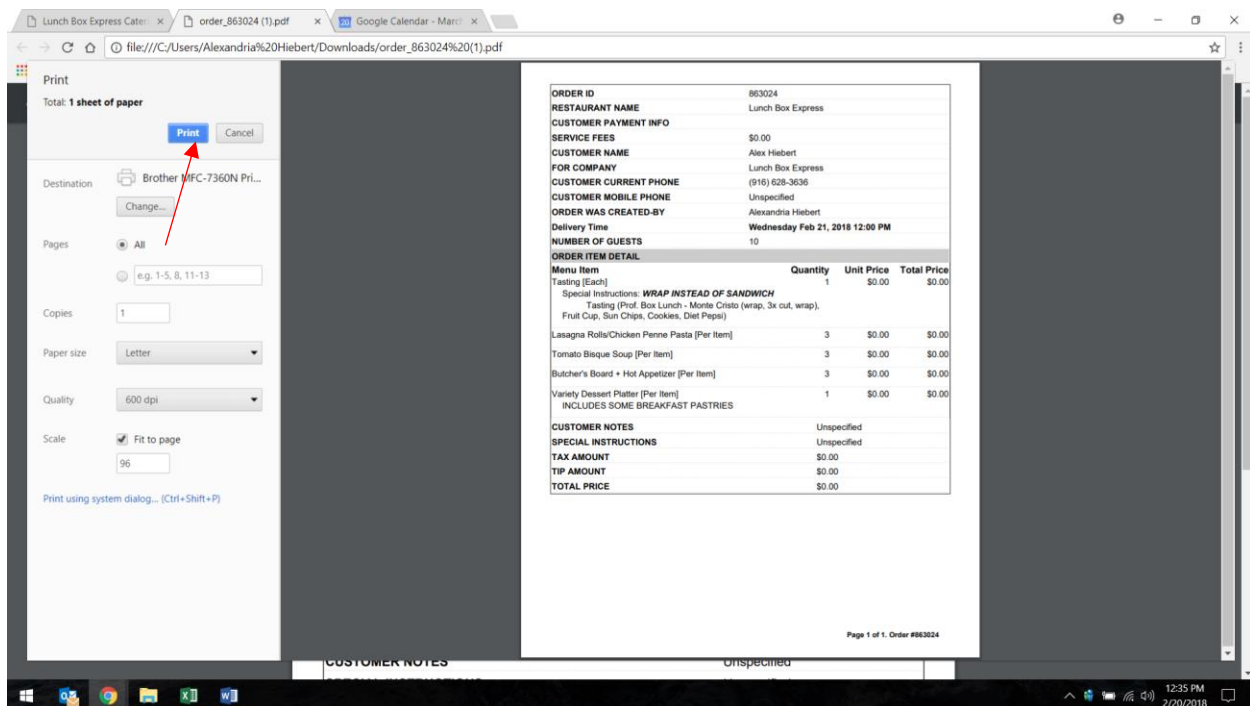 Lunch Box Express Cater
order_863024 (1).pdf
Google Calendar - March
file:///C:/Users/Alexandria%20Hiebert/Downloads/order_863024%20(1).pdf
Print
Total: 1 sheet of paper
Print Cancel
Destination Brother MFC-7360N Pri...
Change...
Pages All
e.g. 1-5, 8, 11-13
Copies 1
Paper size Letter
Quality 600 dpi
Scale Fit to page
96
Print using system dialog... (Ctrl+Shift+P)
ORDER ID 863024
RESTAURANT NAME Lunch Box Express
CUSTOMER PAYMENT INFO
SERVICE FEES $0.00
CUSTOMER NAME Alex Hiebert
FOR COMPANY Lunch Box Express
CUSTOMER CURRENT PHONE (916) 628-3636
CUSTOMER MOBILE PHONE Unspecified
ORDER WAS CREATED-BY Alexandria Hiebert
Delivery Time Wednesday Feb 21, 2018 12:00 PM
NUMBER OF GUESTS 10
ORDER ITEM DETAIL
Menu Item Quantity Unit Price Total Price
Tasting [Each] 1 $0.00 $0.00
Special Instructions: WRAP INSTEAD OF SANDWICH
Tasting (Prof. Box Lunch - Monte Cristo (wrap, 3x cut, wrap),
Fruit Cup, Sun Chips, Cookies, Diet Pepsi)
Lasagna Rolls/Chicken Penne Pasta [Per Item] 3 $0.00 $0.00
Tomato Bisque Soup [Per Item] 3 $0.00 $0.00
Butcher's Board + Hot Appetizer [Per Item] 3 $0.00 $0.00
Variety Dessert Platter [Per Item] 1 $0.00 $0.00
INCLUDES SOME BREAKFAST PASTRIES
CUSTOMER NOTES Unspecified
SPECIAL INSTRUCTIONS Unspecified
TAX AMOUNT $0.00
TIP AMOUNT $0.00
TOTAL PRICE $0.00
Page 1 of 1. Order #863024
CUSTOMER NOTES Unspecified
12:35 PM
2/20/2018